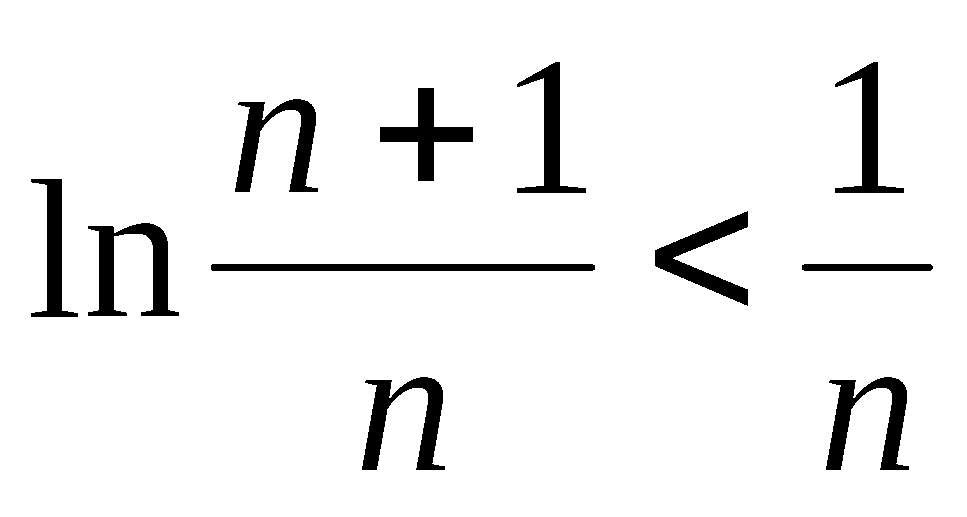 ln (n + 1)/n < 1/n